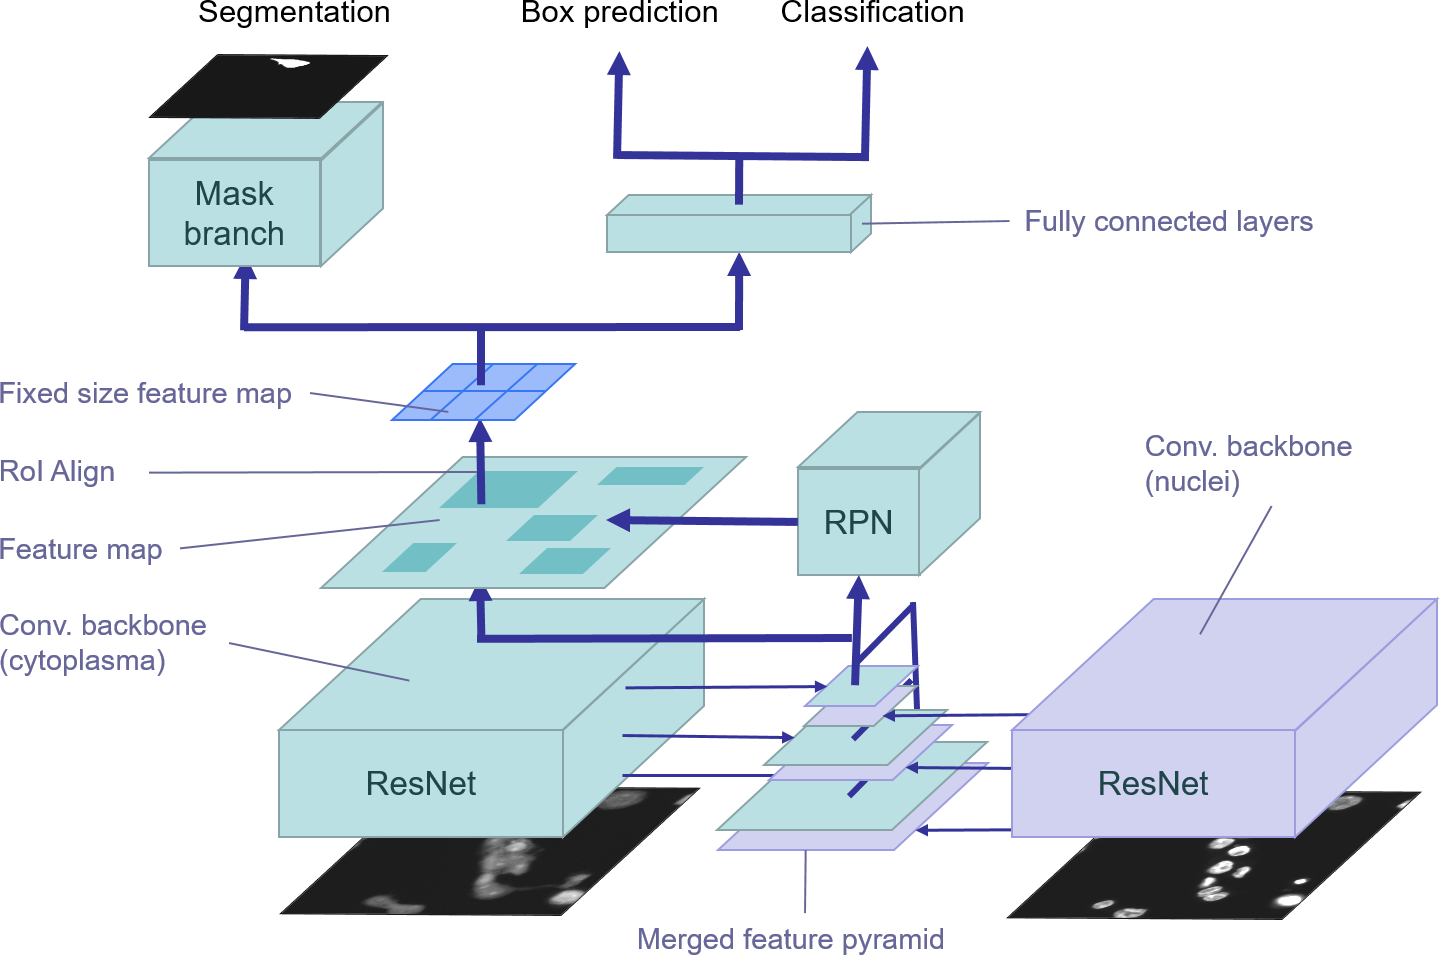 Segmentation
Box prediction
Classification
Mask
branch
Fully connected layers
Fixed size feature map
RoI Align
Feature map
RPN
Conv. backbone
(nuclei)
Conv. backbone
(cytoplasma)
ResNet
ResNet
Merged feature pyramid